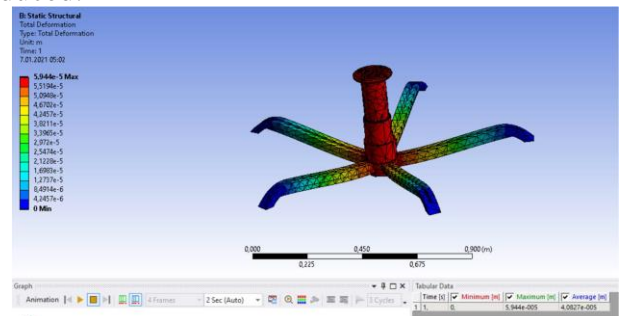 B: Static Structural
Total Deformation
Type: Total Deformation
Unit: m
Time: 1
7.01.2021 05:02
5,944e-5 Max
5,5194e-5
5,0948e-5
4,6702e-5
4,2457e-5
3,8211e-5
3,3965e-5
2,972e-5
2,5474e-5
2,1228e-5
1,6983e-5
1,2737e-5
8,4914e-6
4,2457e-6
0 Min
0,000 0,450 0,900 (m)
0,225 0,675
Graph
Animation 4 Frames 2 Sec (Auto) 3 Cycles
Tabular Data
Time [s] Minimum [m] Maximum [m] Average [m]
1 1. 0. 5.944e-005 4.0827e-005